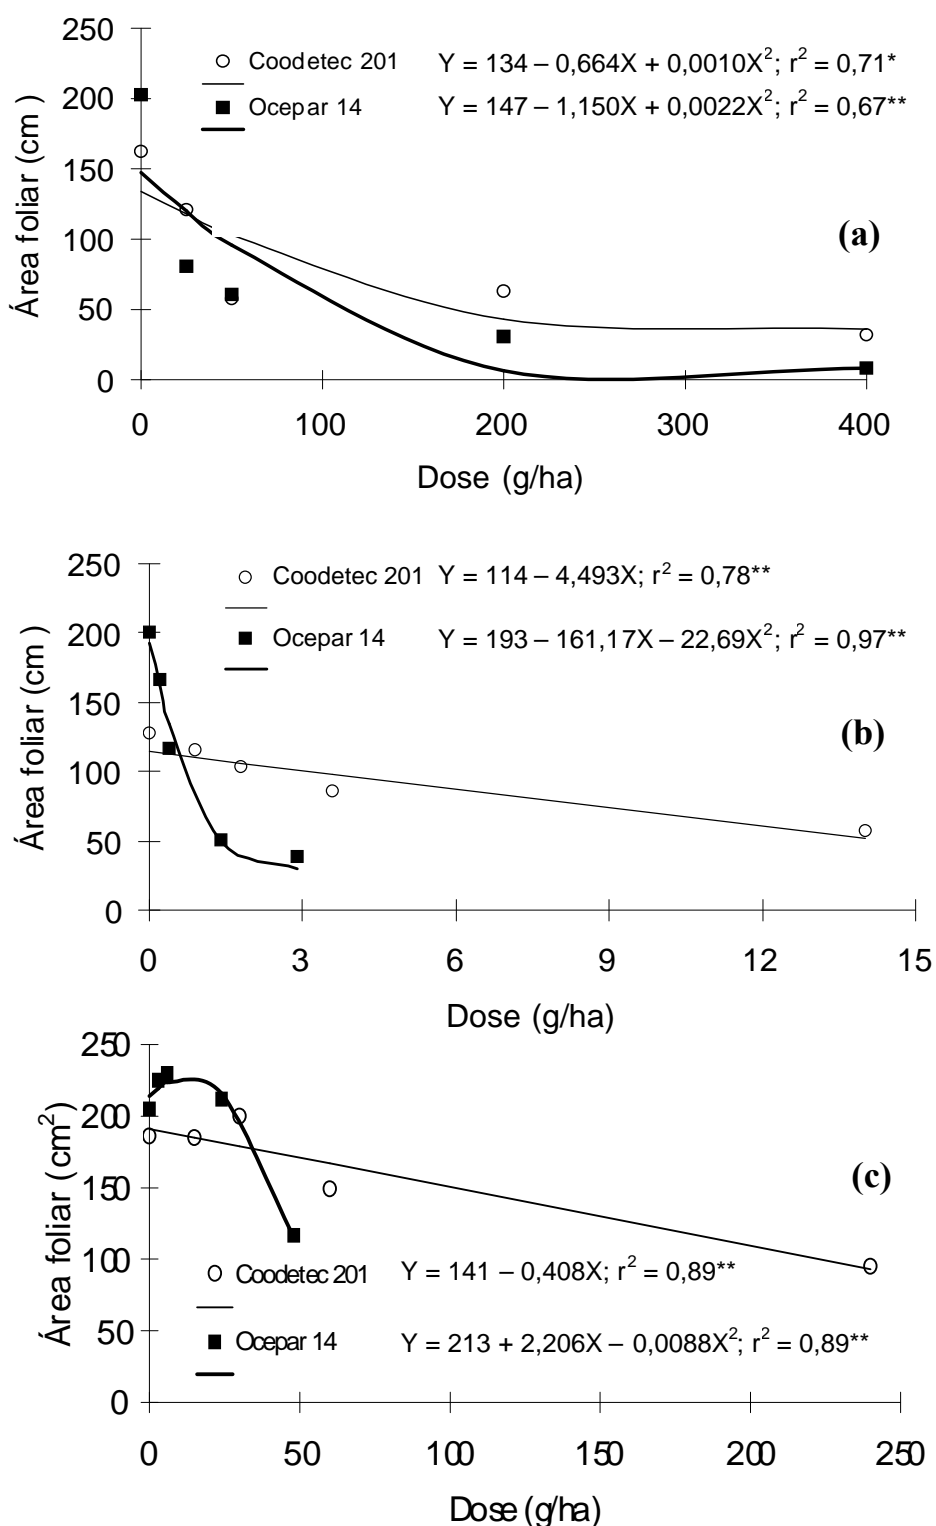 250
200
150
100
50
0
Área foliar (cm )
Coodetec 201 Y = 134 – 0,664X + 0,0010X²; r² = 0,71*
Ocepar 14 Y = 147 – 1,150X + 0,0022X²; r² = 0,67**
(a)
0 100 200 300 400
Dose (g/ha)
250
200
150
100
50
0
Área foliar (cm )
Coodetec 201 Y = 114 – 4,493X; r² = 0,78**
Ocepar 14 Y = 193 – 161,17X – 22,69X²; r² = 0,97**
(b)
0 3 6 9 12 15
Dose (g/ha)
250
200
150
100
50
0
Área foliar (cm²)
(c)
Coodetec 201 Y = 141 – 0,408X; r² = 0,89**
Ocepar 14 Y = 213 + 2,206X – 0,0088X²; r² = 0,89**
0 50 100 150 200 250
Dose (g/ha)